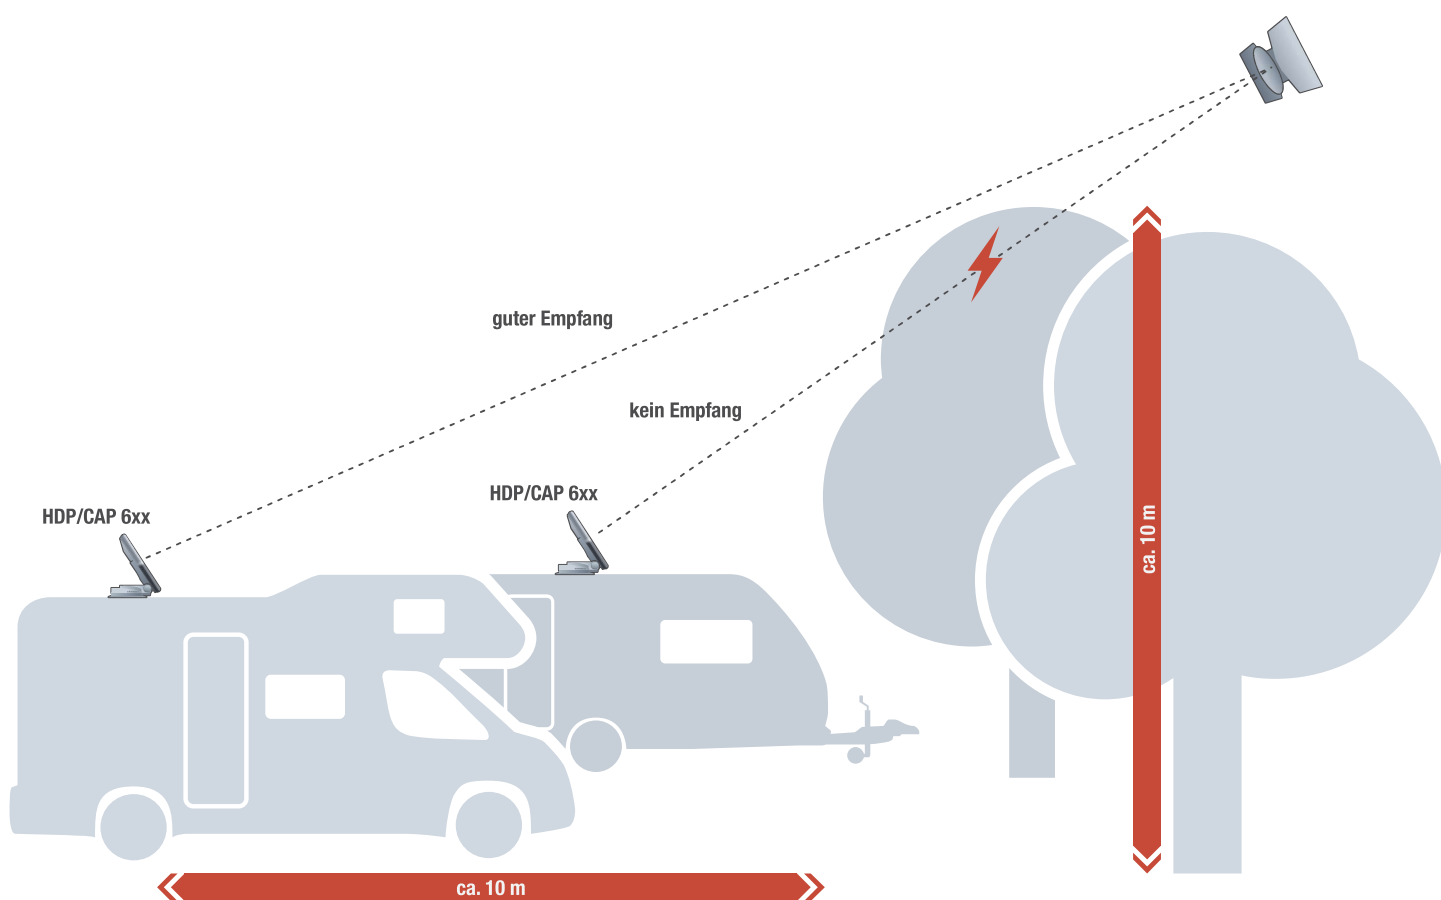 guter Empfang
kein Empfang
HDP/CAP 6xx
HDP/CAP 6xx
ca. 10 m
ca. 10 m